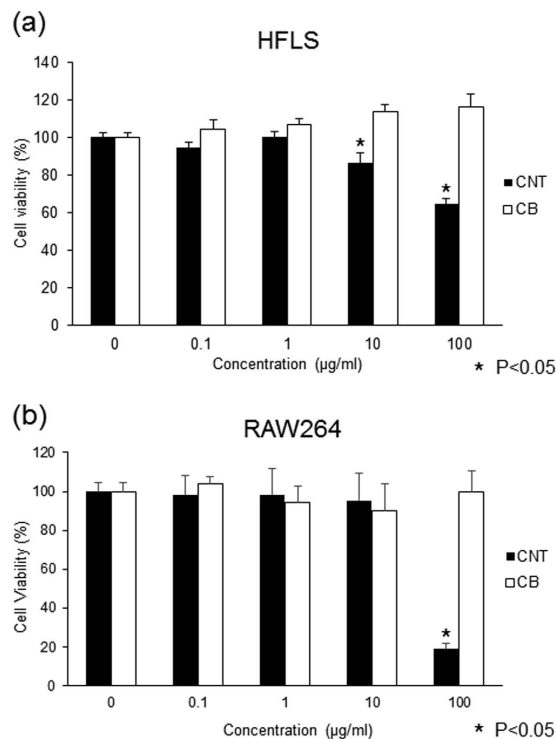 (a)
HFLS
140
120
100
80
60
40
20
0
Cell viability (%)
*
*
CNT
CB
0 0.1 1 10 100
Concentration (μg/ml)
* P<0.05
(b)
RAW264
120
100
80
60
40
20
0
Cell Viability (%)
*
CNT
CB
0 0.1 1 10 100
Concentration (μg/ml)
* P<0.05